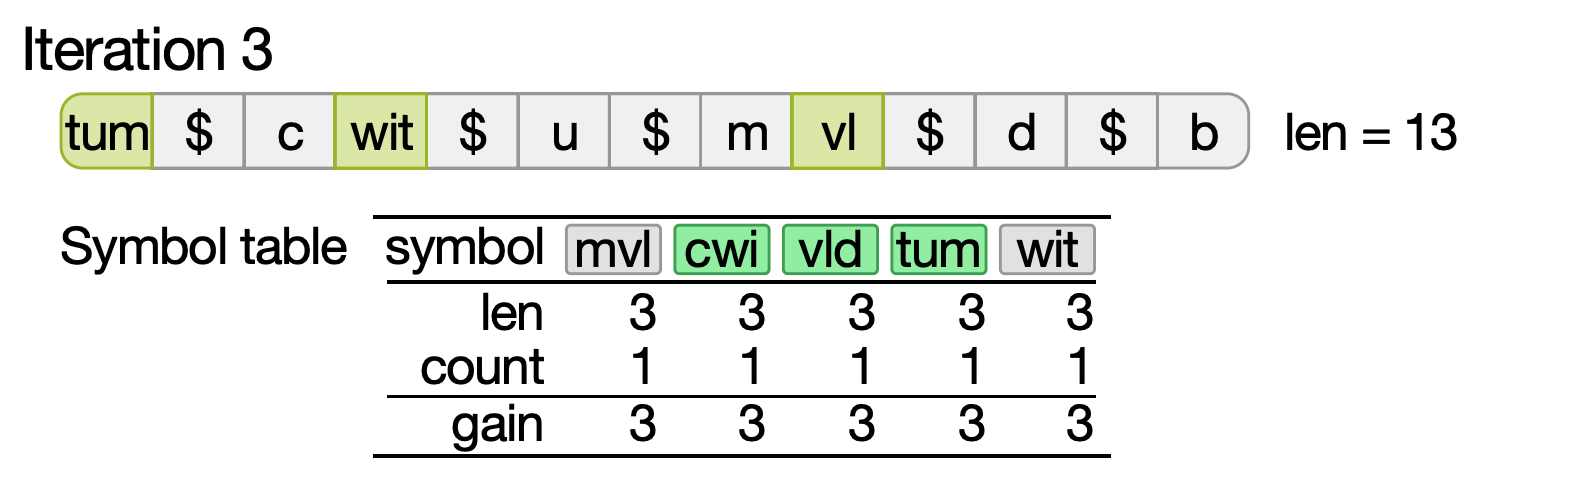 Iteration 3
tum $ c wit $ u $ m vl $ d $ b len = 13
Symbol table symbol mvl cwi vld tum wit
len 3 3 3 3 3
count 1 1 1 1 1
gain 3 3 3 3 3